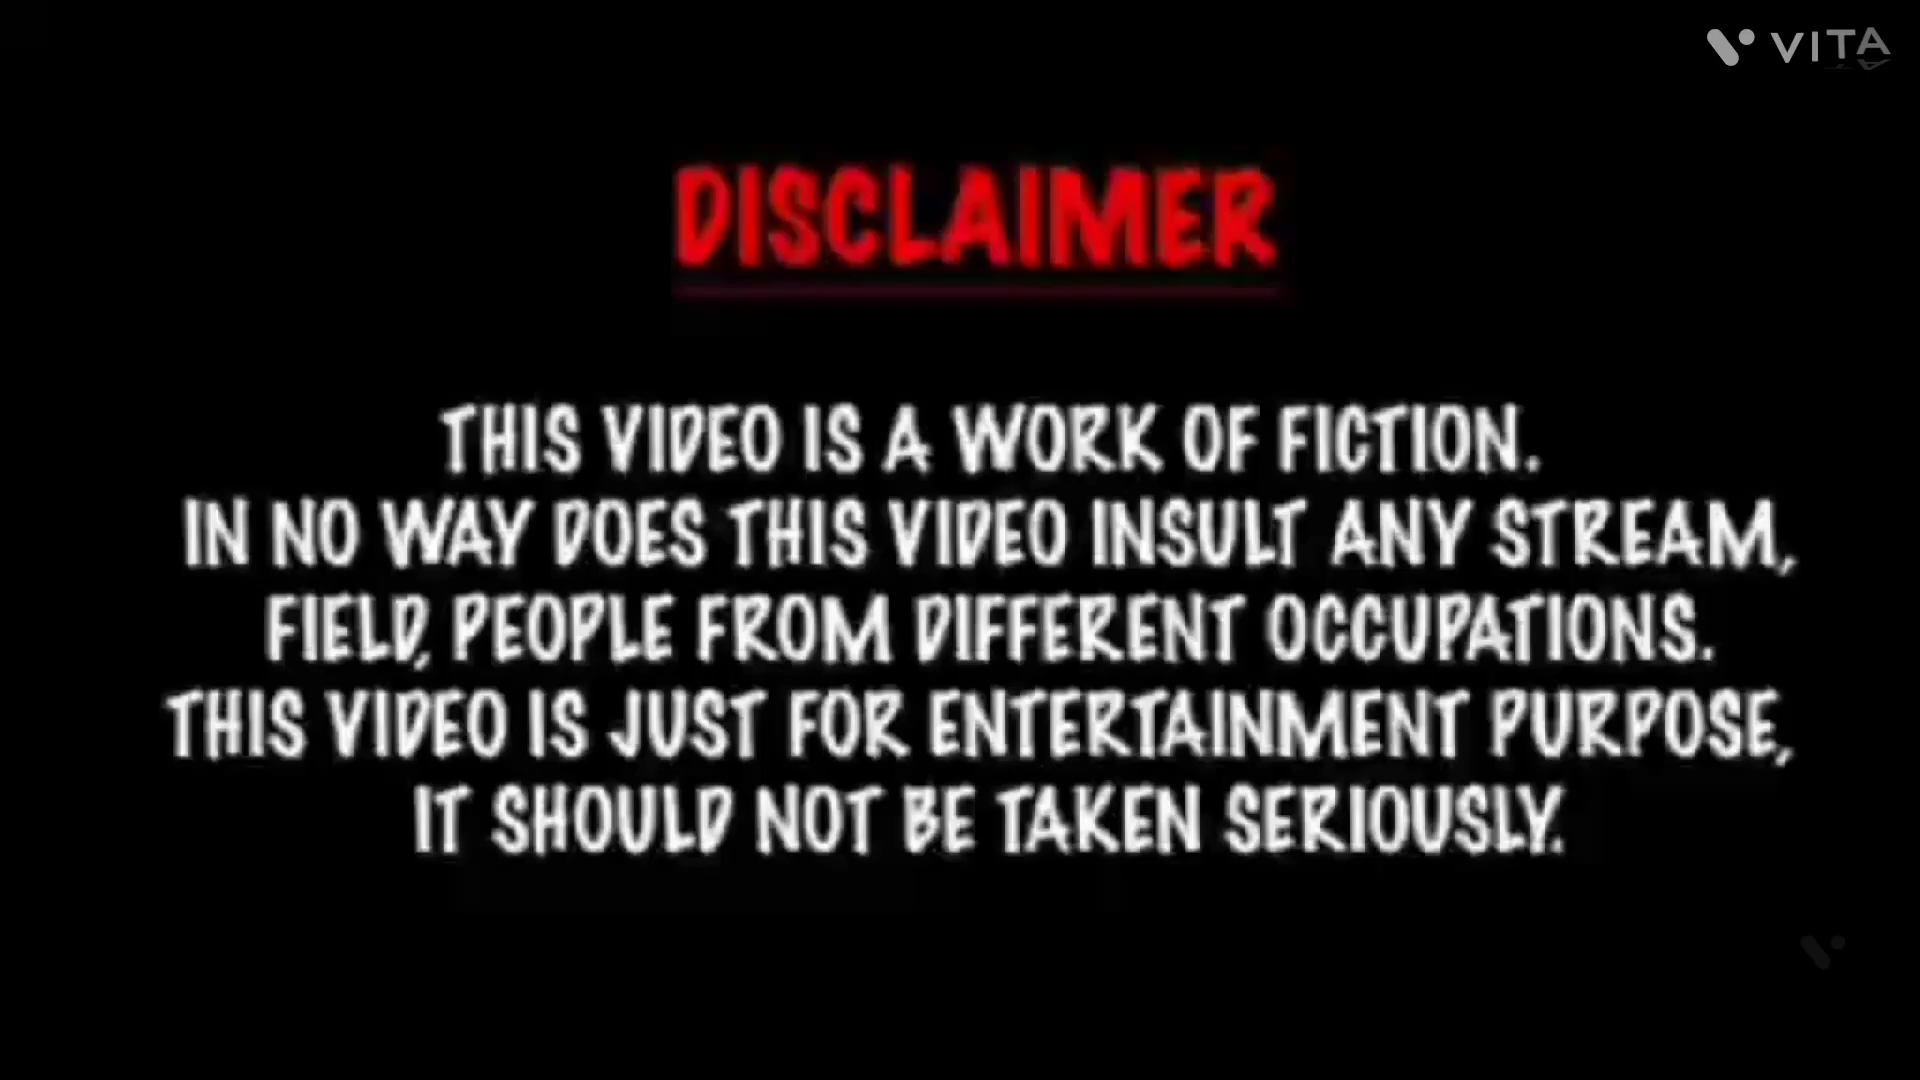 VITA
DISCLAIMER
THIS VIDEO IS A WORK OF FICTION.
IN NO WAY DOES THIS VIDEO INSULT ANY STREAM,
FIELD, PEOPLE FROM DIFFERENT OCCUPATIONS.
THIS VIDEO IS JUST FOR ENTERTAINMENT PURPOSE,
IT SHOULD NOT BE TAKEN SERIOUSLY.